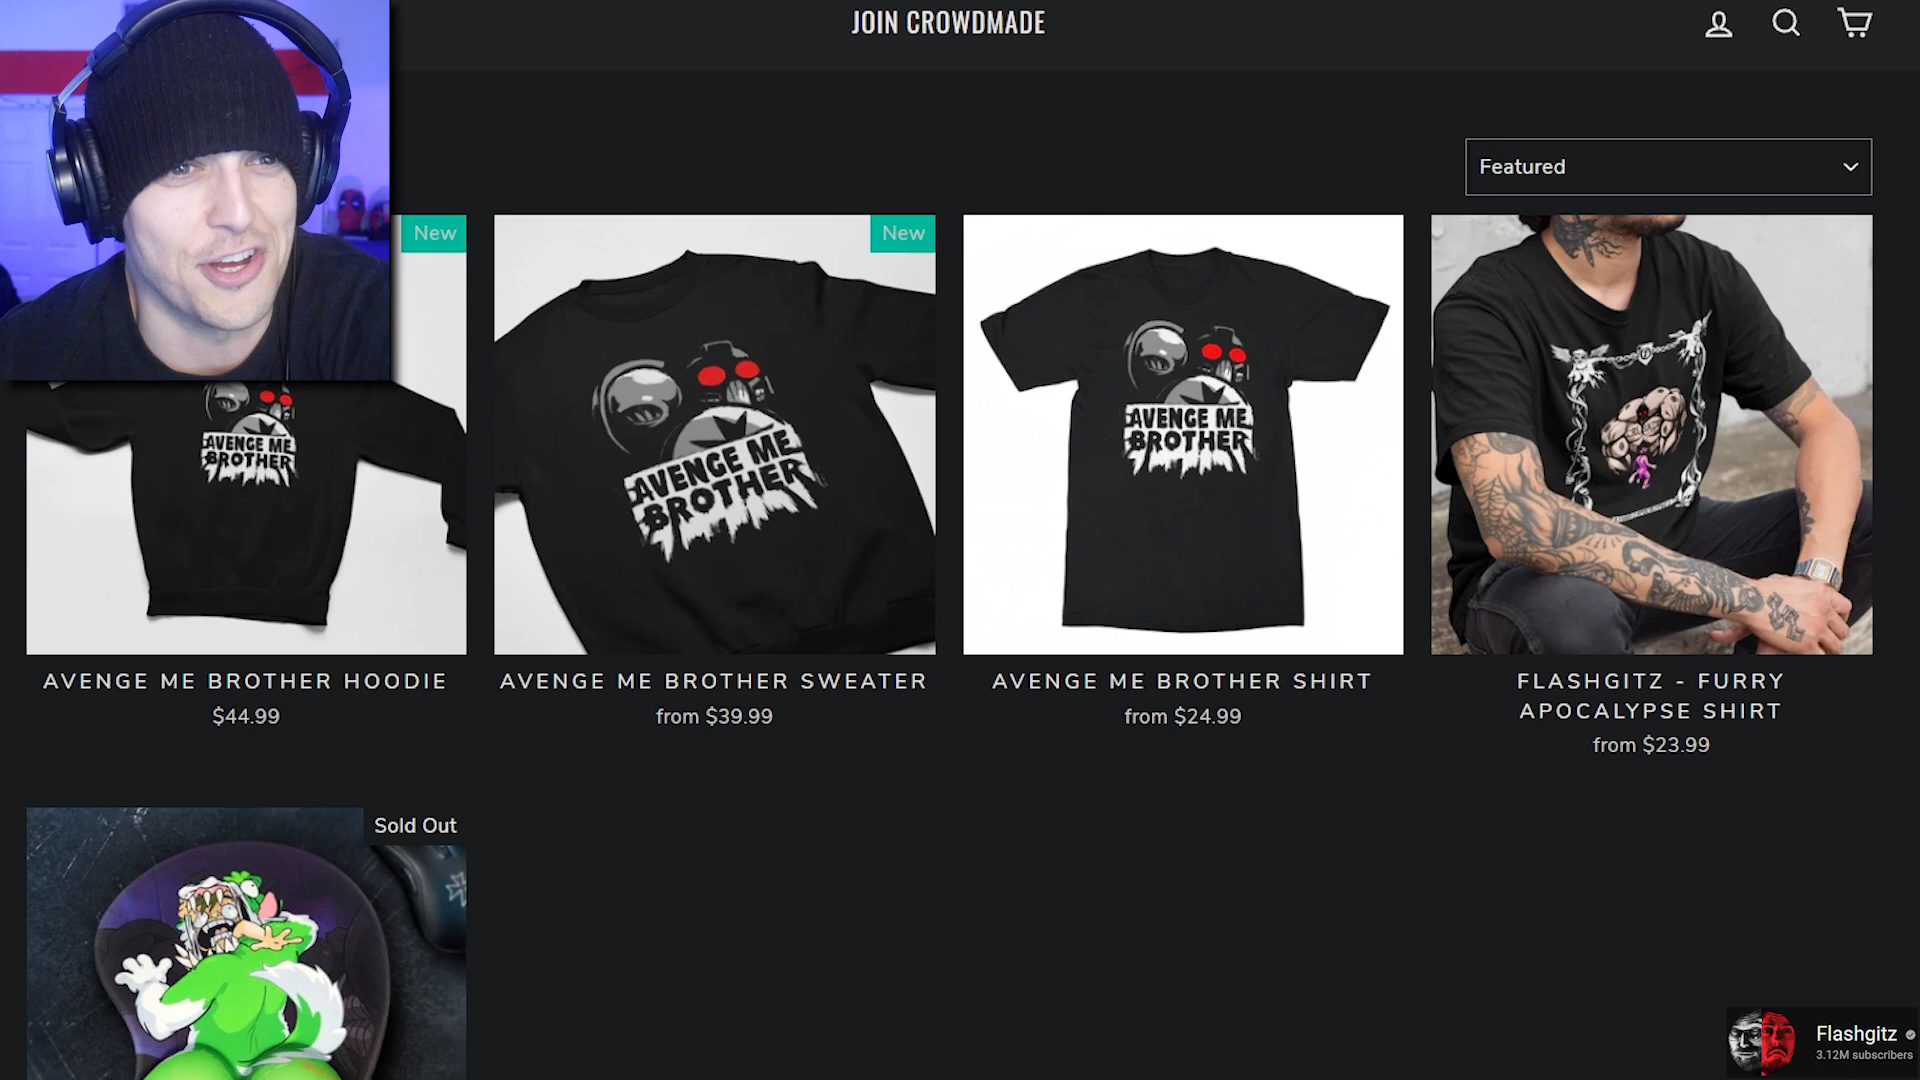 JOIN CROWDMADE
Featured
New
New
AVENGE ME
BROTHER
AVENGE ME
BROTHER
AVENGE ME
BROTHER
AVENGE ME BROTHER HOODIE
$44.99
AVENGE ME BROTHER SWEATER
from $39.99
AVENGE ME BROTHER SHIRT
from $24.99
FLASHGITZ - FURRY
APOCALYPSE SHIRT
from $23.99
Sold Out
Flashgitz
3.12M subscribers